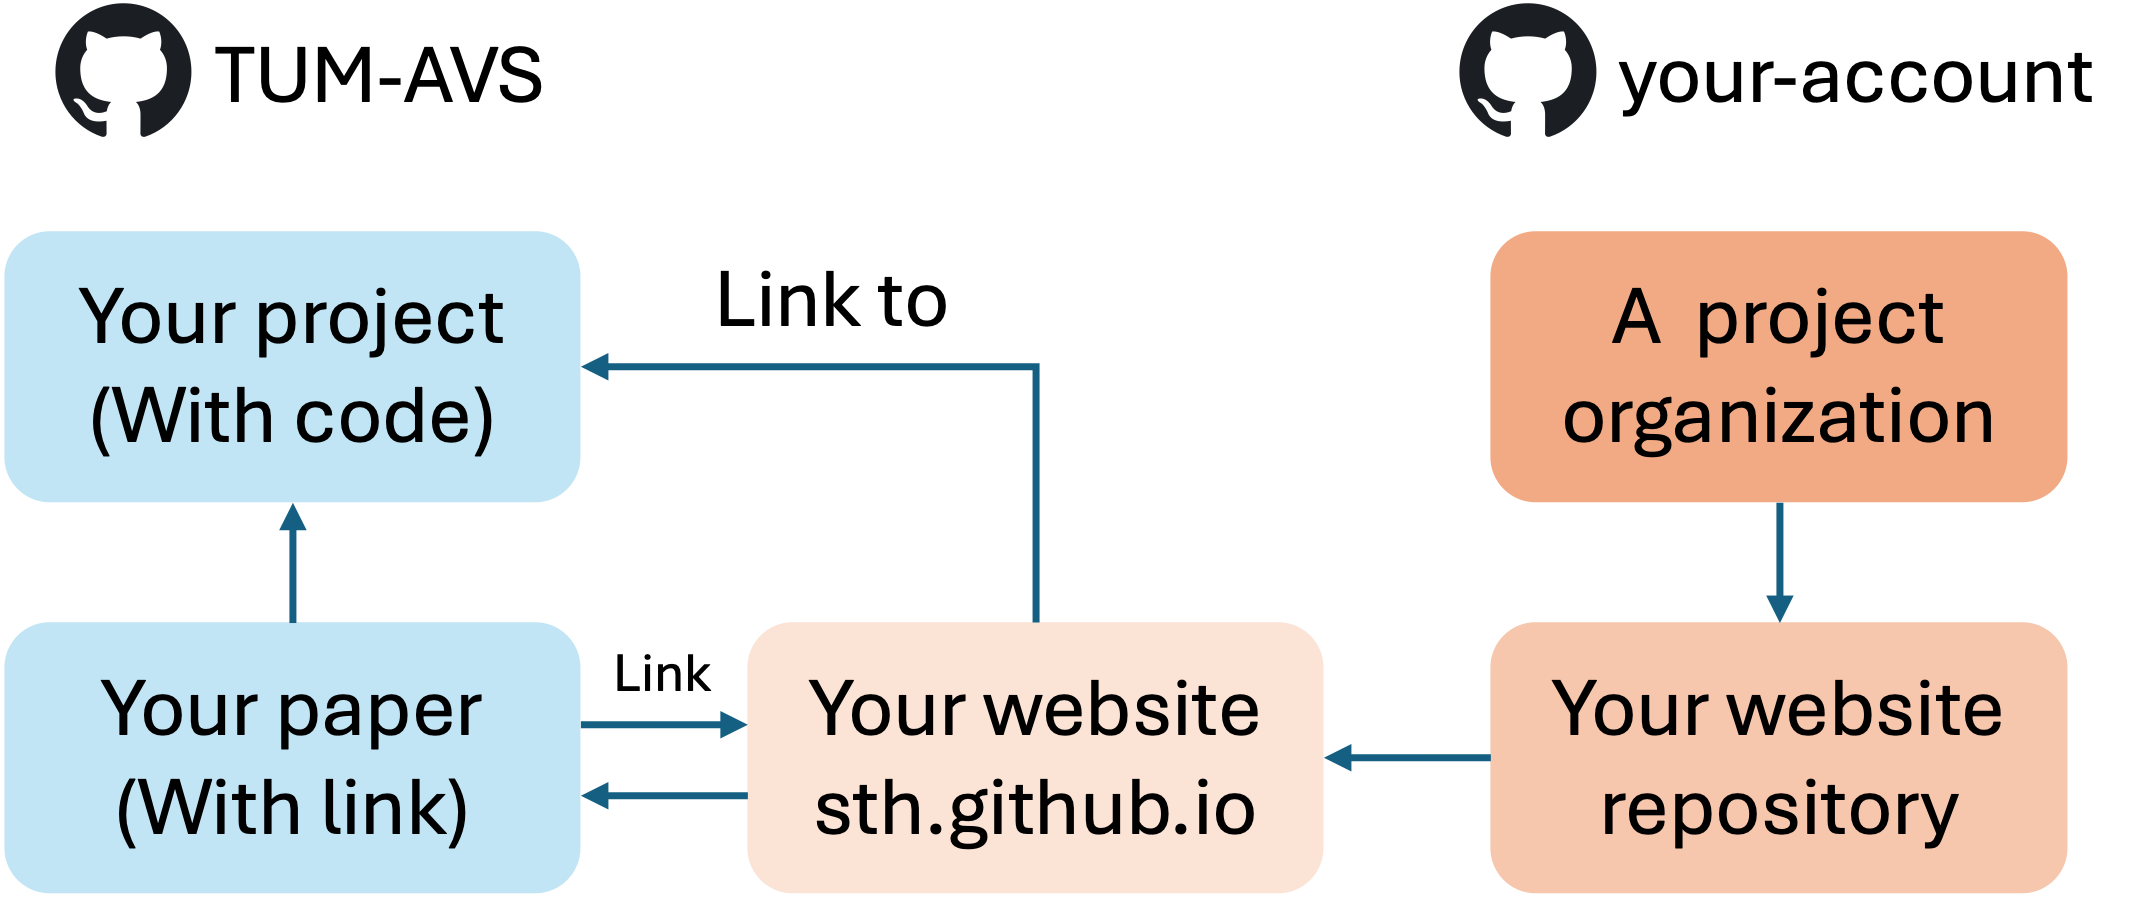 TUM-AVS
your-account
Your project
(With code)
Link to
A project
organization
Your paper
(With link)
Link
Your website
sth.github.io
Your website
repository